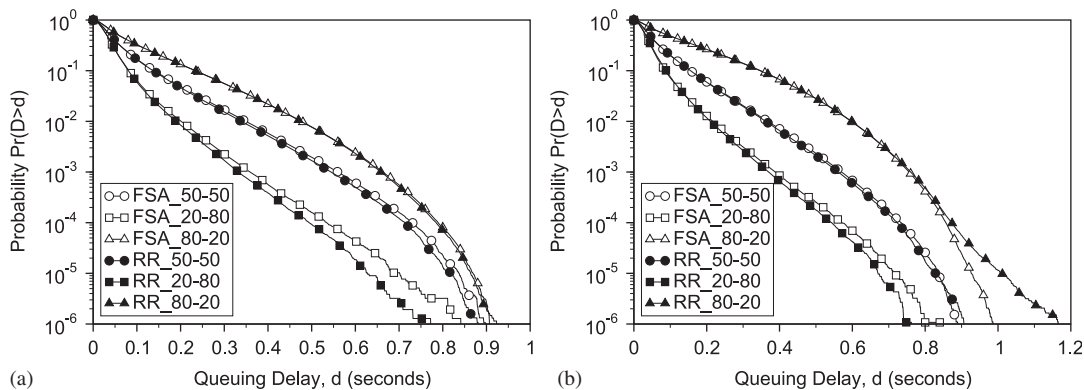 10^0
10^-1
10^-2
10^-3
10^-4
10^-5
10^-6
Probability Pr(D>d)
FSA_50-50
FSA_20-80
FSA_80-20
RR_50-50
RR_20-80
RR_80-20
0 0.1 0.2 0.3 0.4 0.5 0.6 0.7 0.8 0.9 1
Queuing Delay, d (seconds)
(a)
10^0
10^-1
10^-2
10^-3
10^-4
10^-5
10^-6
Probability Pr(D>d)
FSA_50-50
FSA_20-80
FSA_80-20
RR_50-50
RR_20-80
RR_80-20
0 0.2 0.4 0.6 0.8 1 1.2
Queuing Delay, d (seconds)
(b)